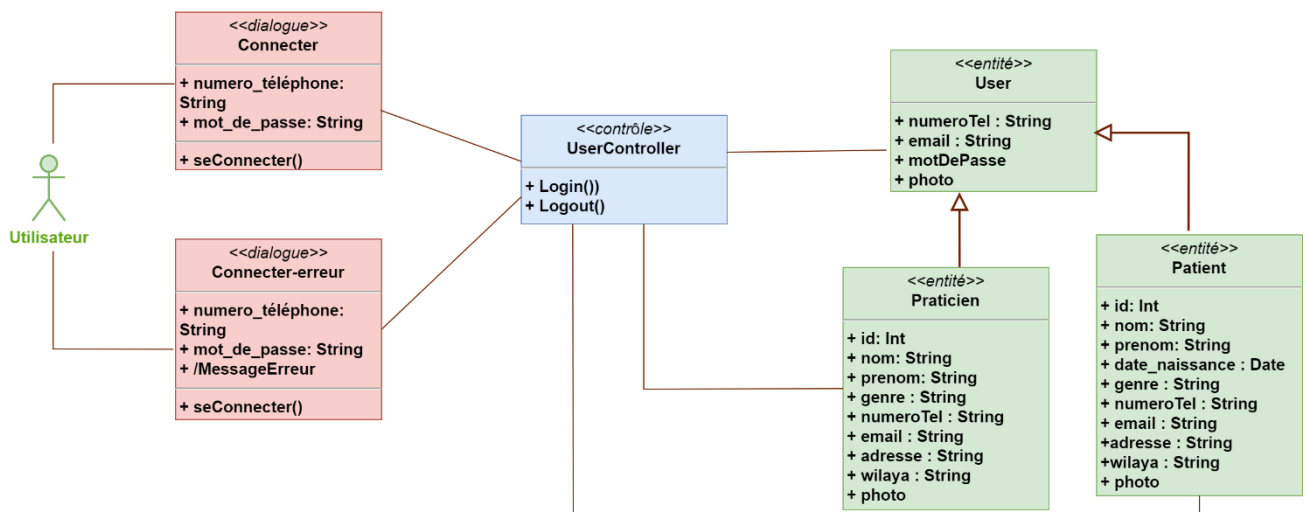 <<dialogue>>
Connecter
+ numero_téléphone:
String
+ mot_de_passe: String
+ seConnecter()
Utilisateur
<<dialogue>>
Connecter-erreur
+ numero_téléphone:
String
+ mot_de_passe: String
+ /MessageErreur
+ seConnecter()
<<contrôle>>
UserController
+ Login())
+ Logout()
<<entité>>
User
+ numeroTel : String
+ email : String
+ motDePasse
+ photo
<<entité>>
Praticien
+ id: Int
+ nom: String
+ prenom: String
+ genre : String
+ numeroTel : String
+ email : String
+ adresse : String
+ wilaya : String
+ photo
<<entité>>
Patient
+ id: Int
+ nom: String
+ prenom: String
+ date_naissance : Date
+ genre : String
+ numeroTel : String
+ email : String
+adresse : String
+wilaya : String
+ photo